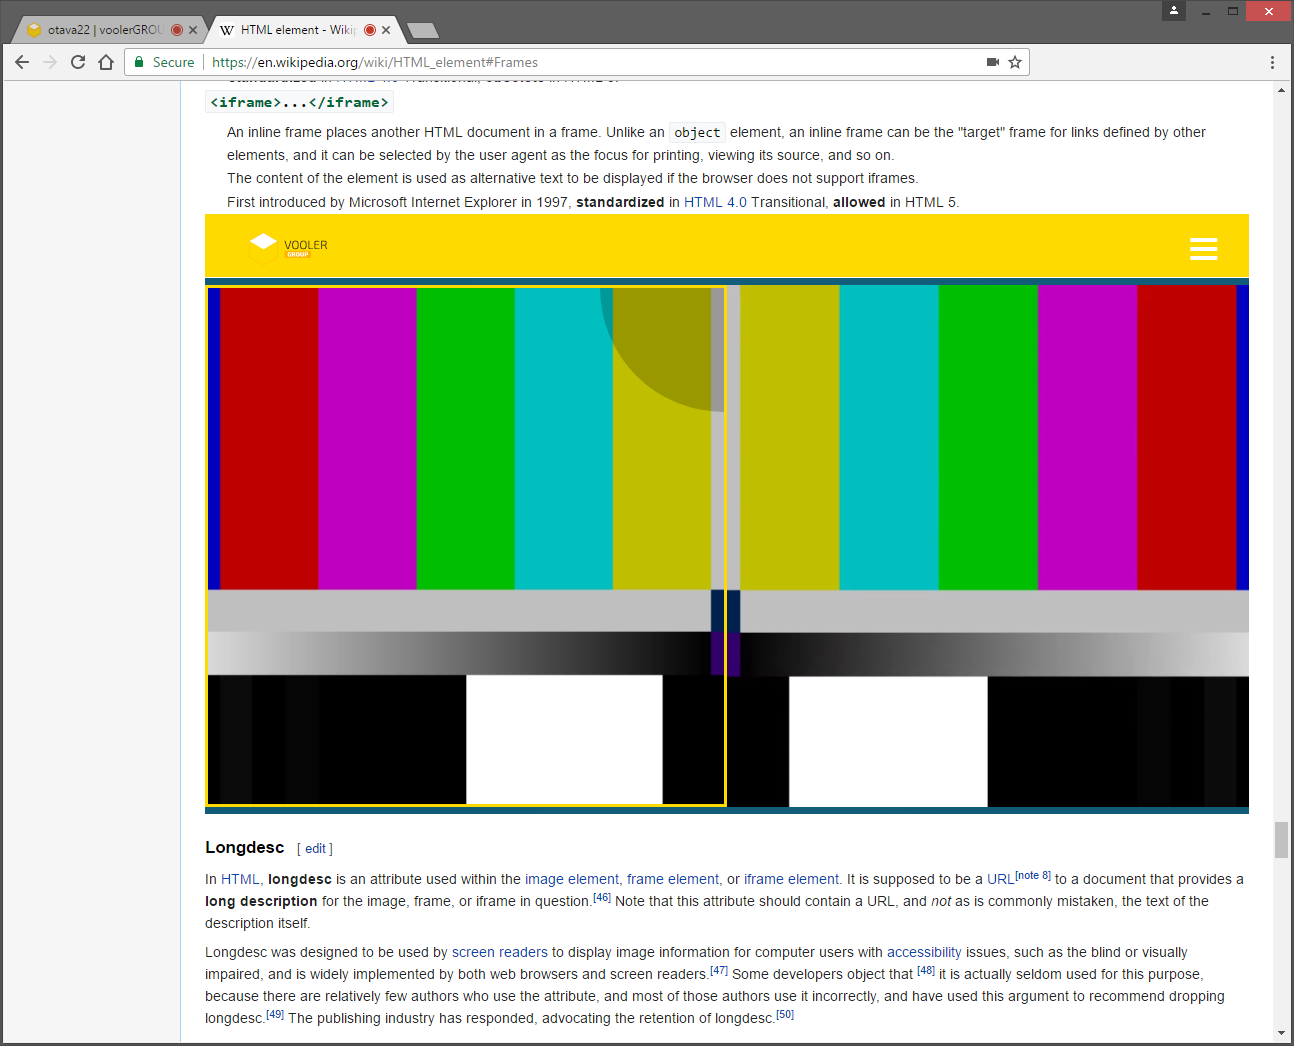 otava22 | voolerGROU
HTML element - Wikip
Secure
https://en.wikipedia.org/wiki/HTML_element#Frames
<iframe>...</iframe>
An inline frame places another HTML document in a frame. Unlike an object element, an inline frame can be the "target" frame for links defined by other
elements, and it can be selected by the user agent as the focus for printing, viewing its source, and so on.
The content of the element is used as alternative text to be displayed if the browser does not support iframes.
First introduced by Microsoft Internet Explorer in 1997, standardized in HTML 4.0 Transitional, allowed in HTML 5.
VOOLER
GROUP
Longdesc [ edit ]
In HTML, longdesc is an attribute used within the image element, frame element, or iframe element. It is supposed to be a URL[note 8] to a document that provides a
long description for the image, frame, or iframe in question.[46] Note that this attribute should contain a URL, and not as is commonly mistaken, the text of the
description itself.
Longdesc was designed to be used by screen readers to display image information for computer users with accessibility issues, such as the blind or visually
impaired, and is widely implemented by both web browsers and screen readers.[47] Some developers object that [48] it is actually seldom used for this purpose,
because there are relatively few authors who use the attribute, and most of those authors use it incorrectly, and have used this argument to recommend dropping
longdesc.[49] The publishing industry has responded, advocating the retention of longdesc.[50]